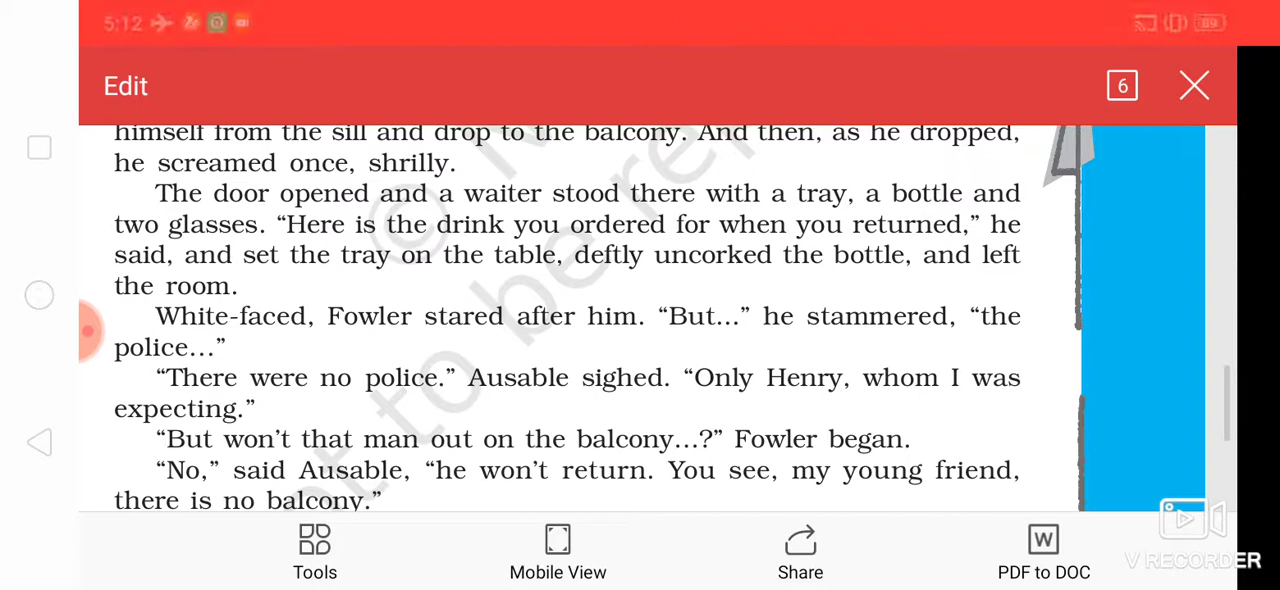 5:12
89
Edit
6
himself from the sill and drop to the balcony. And then, as he dropped,
he screamed once, shrilly.
The door opened and a waiter stood there with a tray, a bottle and
two glasses. “Here is the drink you ordered for when you returned,” he
said, and set the tray on the table, deftly uncorked the bottle, and left
the room.
White-faced, Fowler stared after him. “But...” he stammered, “the
police...”
“There were no police.” Ausable sighed. “Only Henry, whom I was
expecting.”
“But won’t that man out on the balcony...?” Fowler began.
“No,” said Ausable, “he won’t return. You see, my young friend,
there is no balcony.”
Tools
Mobile View
Share
W
PDF to DOC
V RECORDER